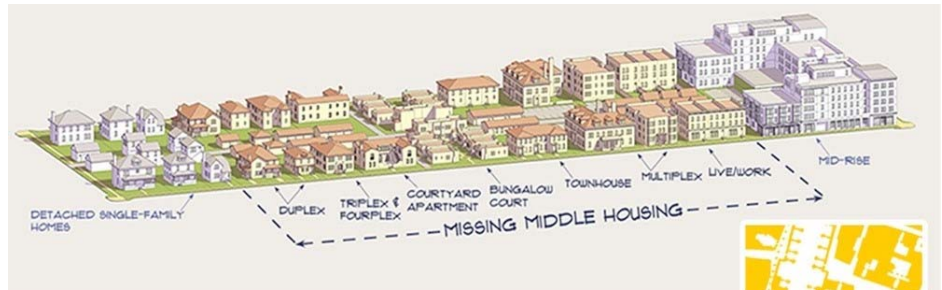 DETACHED SINGLE-FAMILY
HOMES
DUPLEX
TRIPLEX &
FOURPLEX
COURTYARD
APARTMENT
BUNGALOW
COURT
TOWNHOUSE
MULTIPLEX
LIVE/WORK
MID-RISE
MISSING MIDDLE HOUSING